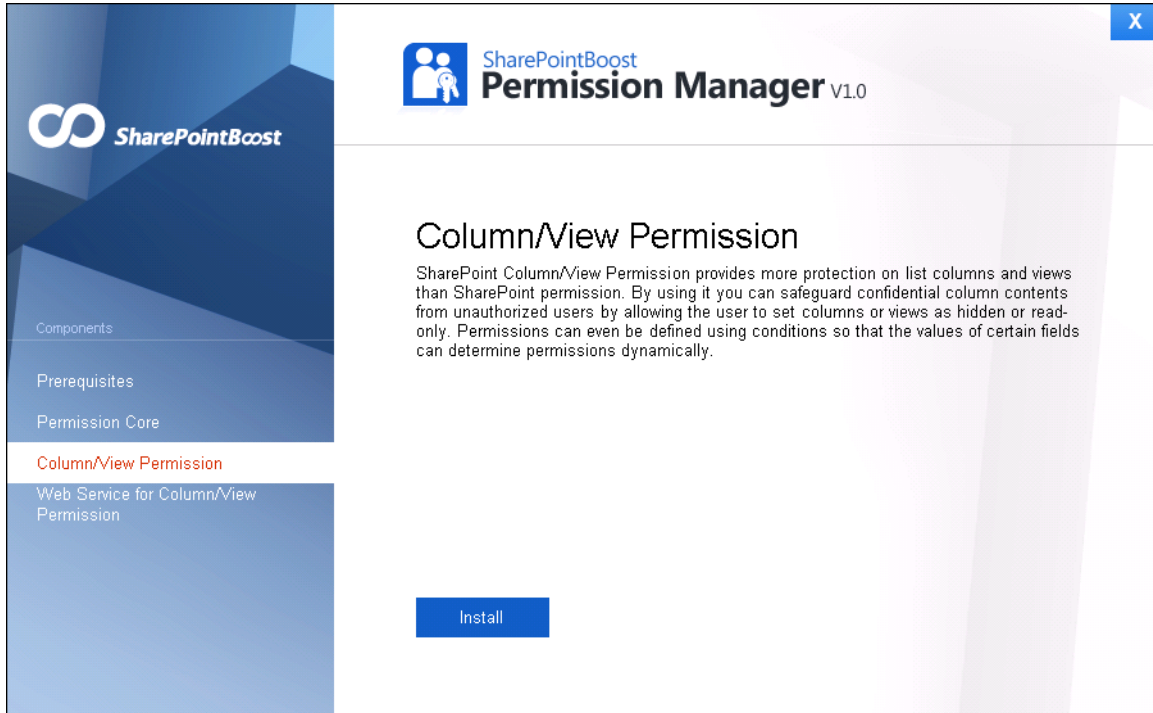 X
SharePointBoost
Permission Manager V1.0
SharePointBoost
Column/View Permission
SharePoint Column/View Permission provides more protection on list columns and views
than SharePoint permission. By using it you can safeguard confidential column contents
from unauthorized users by allowing the user to set columns or views as hidden or read-
only. Permissions can even be defined using conditions so that the values of certain fields
can determine permissions dynamically.
Components
Prerequisites
Permission Core
Column/View Permission
Web Service for Column/View
Permission
Install